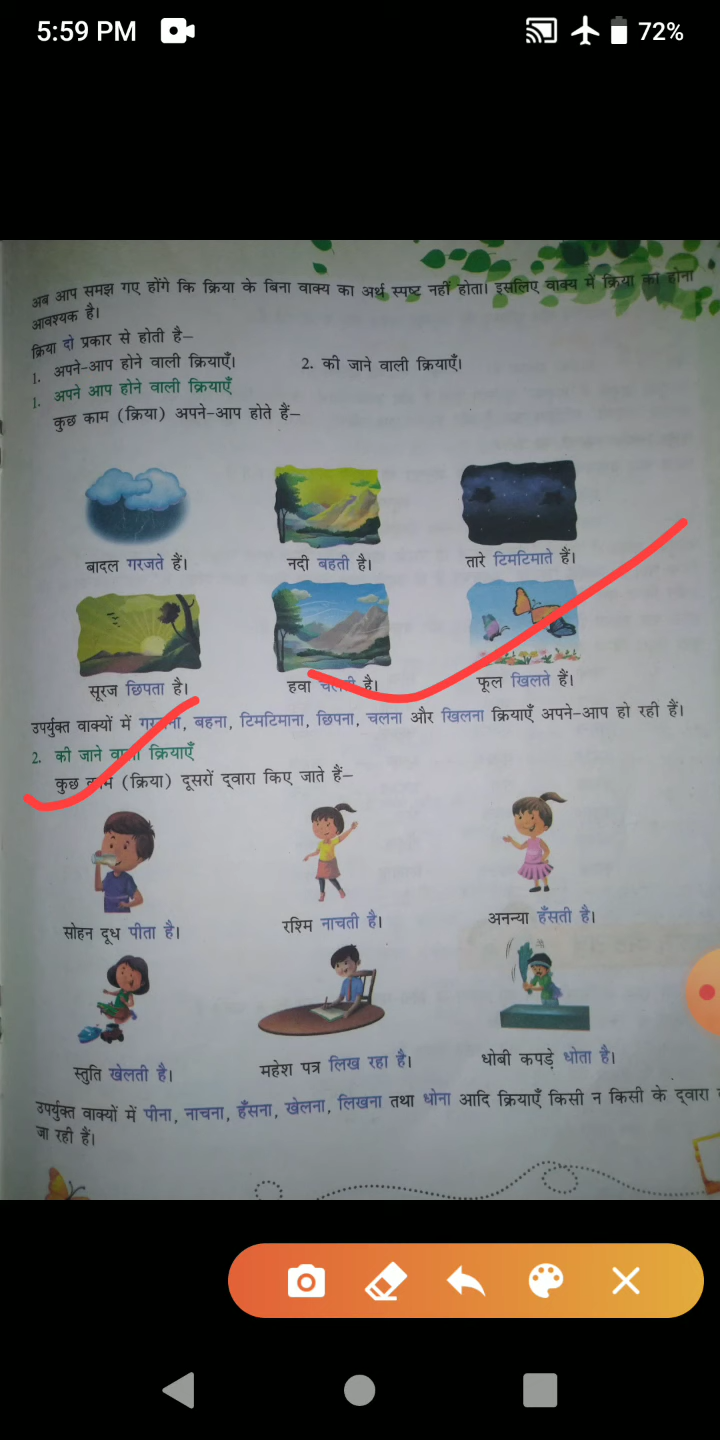 5:59 PM
72%
अब आप समझ गए होंगे कि क्रिया के बिना वाक्य का अर्थ स्पष्ट नहीं होता। इसलिए वाक्य में क्रिया का होना
आवश्यक है।
क्रिया दो प्रकार से होती है–
1. अपने-आप होने वाली क्रियाएँ। 2. की जाने वाली क्रियाएँ।
1. अपने आप होने वाली क्रियाएँ
कुछ काम (क्रिया) अपने-आप होते हैं–
बादल गरजते हैं। नदी बहती है। तारे टिमटिमाते हैं।
सूरज छिपता है। हवा चलती है। फूल खिलते हैं।
उपर्युक्त वाक्यों में गरजना, बहना, टिमटिमाना, छिपना, चलना और खिलना क्रियाएँ अपने-आप हो रही हैं।
2. की जाने वाली क्रियाएँ
कुछ काम (क्रिया) दूसरों द्वारा किए जाते हैं–
सोहन दूध पीता है। रश्मि नाचती है। अनन्या हँसती है।
स्तुति खेलती है। महेश पत्र लिख रहा है। धोबी कपड़े धोता है।
उपर्युक्त वाक्यों में पीना, नाचना, हँसना, खेलना, लिखना तथा धोना आदि क्रियाएँ किसी न किसी के द्वारा
जा रही हैं।